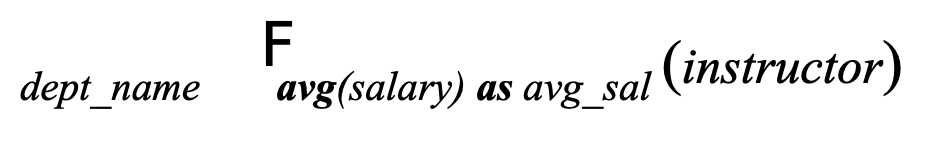 dept_name F avg(salary) as avg_sal (instructor)